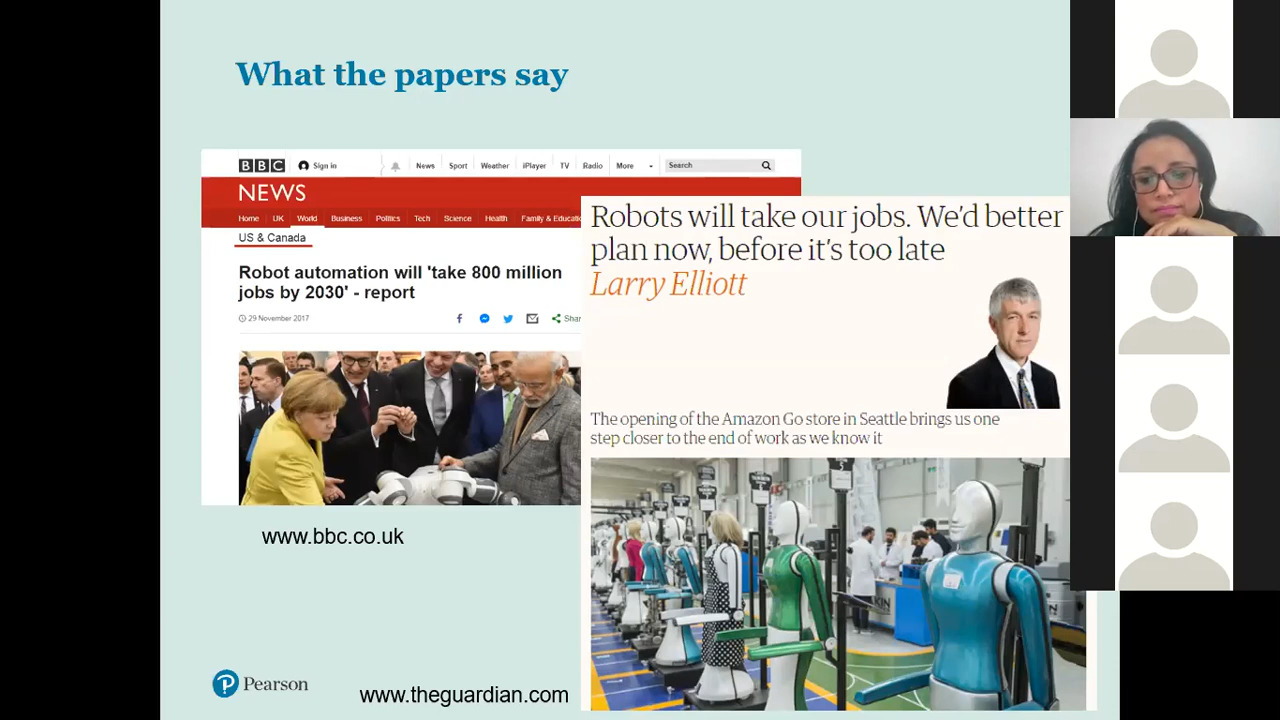 What the papers say
BBC Sign in News Sport Weather iPlayer TV Radio More Search
NEWS
Home UK World Business Politics Tech Science Health Family &
US & Canada
Robot automation will 'take 800 million
jobs by 2030' - report
29 November 2017
Robots will take our jobs. We'd better
plan now, before it's too late
Larry Elliott
The opening of the Amazon Go store in Seattle brings us one
step closer to the end of work as we know it
www.bbc.co.uk
Pearson
www.theguardian.com